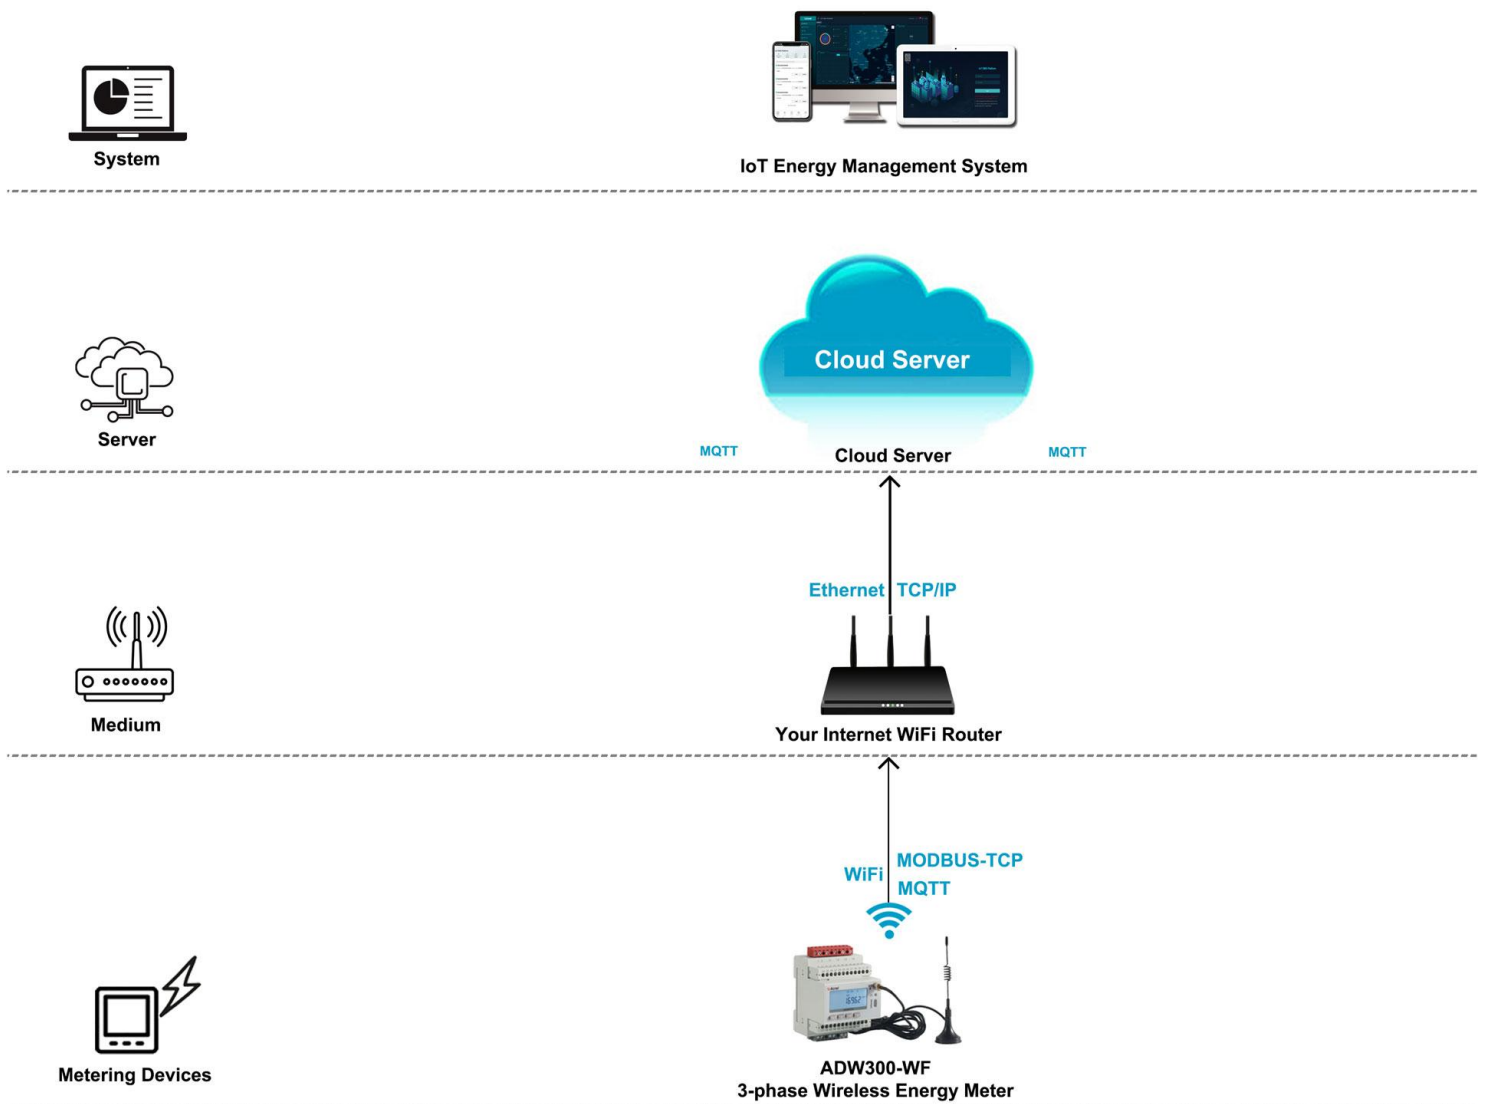 System
IoT Energy Management System
Cloud Server
Server
MQTT
Cloud Server
MQTT
Ethernet
TCP/IP
Medium
Your Internet WiFi Router
WiFi
MODBUS-TCP
MQTT
Metering Devices
ADW300-WF
3-phase Wireless Energy Meter